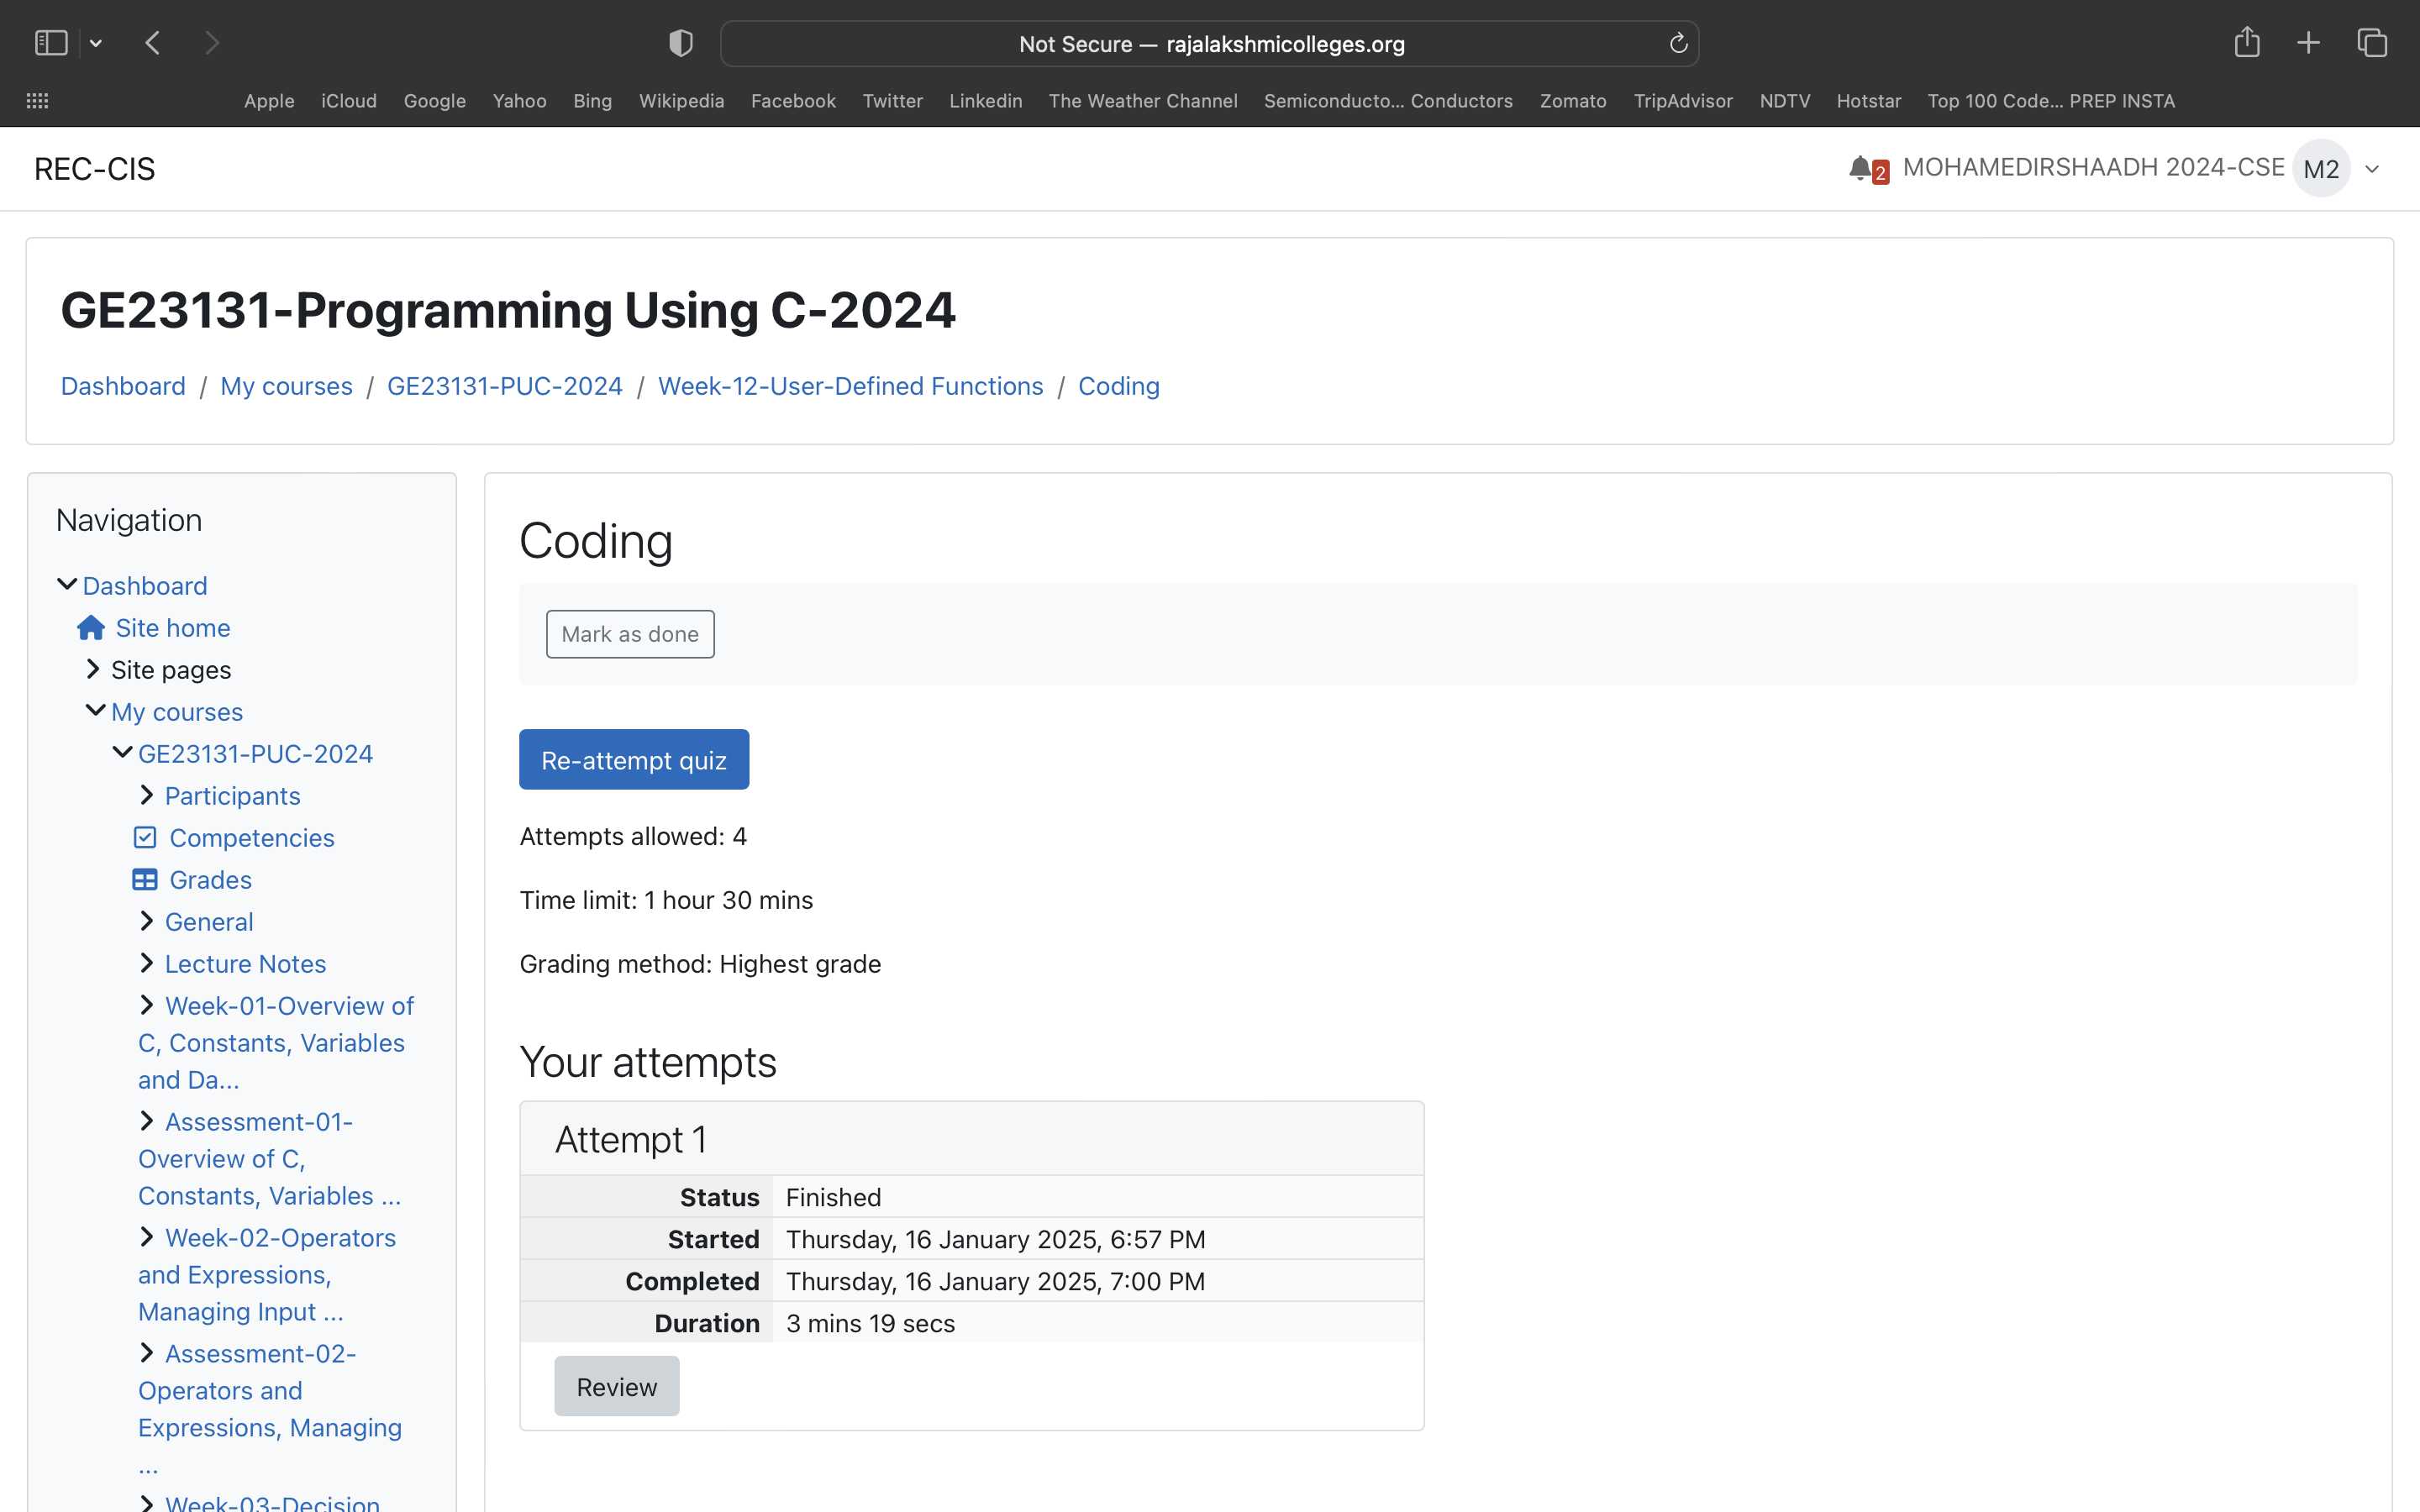 Not Secure — rajalakshmicolleges.org
Apple iCloud Google Yahoo Bing Wikipedia Facebook Twitter Linkedin The Weather Channel Semiconducto... Conductors Zomato TripAdvisor NDTV Hotstar Top 100 Code... PREP INSTA
REC-CIS
2 MOHAMEDIRSHAADH 2024-CSE M2
GE23131-Programming Using C-2024
Dashboard / My courses / GE23131-PUC-2024 / Week-12-User-Defined Functions / Coding
Navigation
Dashboard
Site home
Site pages
My courses
GE23131-PUC-2024
Participants
Competencies
Grades
General
Lecture Notes
Week-01-Overview of
C, Constants, Variables
and Da...
Assessment-01-
Overview of C,
Constants, Variables ...
Week-02-Operators
and Expressions,
Managing Input ...
Assessment-02-
Operators and
Expressions, Managing
...
Week-03-Decision
Coding
Mark as done
Re-attempt quiz
Attempts allowed: 4
Time limit: 1 hour 30 mins
Grading method: Highest grade
Your attempts
Attempt 1
Status Finished
Started Thursday, 16 January 2025, 6:57 PM
Completed Thursday, 16 January 2025, 7:00 PM
Duration 3 mins 19 secs
Review